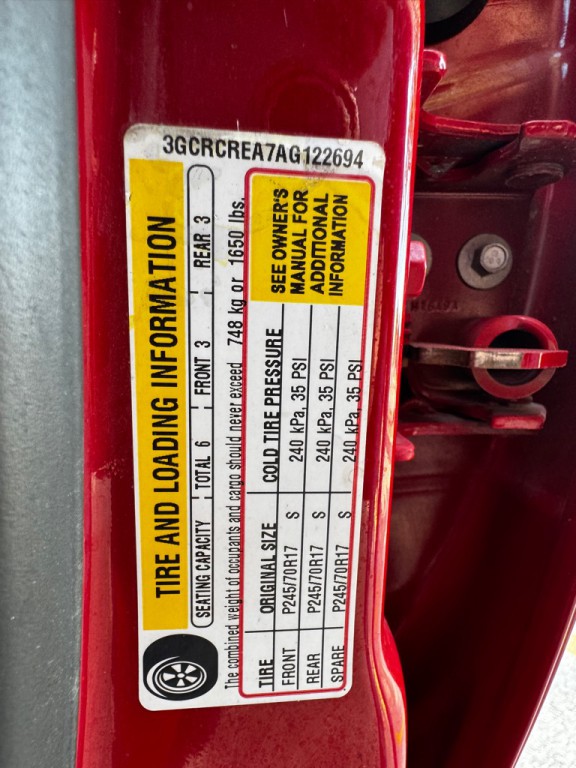 3GCRCREA7AG122694
TIRE AND LOADING INFORMATION
SEATING CAPACITY TOTAL 6 FRONT 3 REAR 3
The combined weight of occupants and cargo should never exceed 748 kg or 1650 lbs.
TIRE ORIGINAL SIZE COLD TIRE PRESSURE
FRONT P245/70R17 S 240 kPa, 35 PSI
REAR P245/70R17 S 240 kPa, 35 PSI
SPARE P245/70R17 S 240 kPa, 35 PSI
SEE OWNER'S
MANUAL FOR
ADDITIONAL
INFORMATION